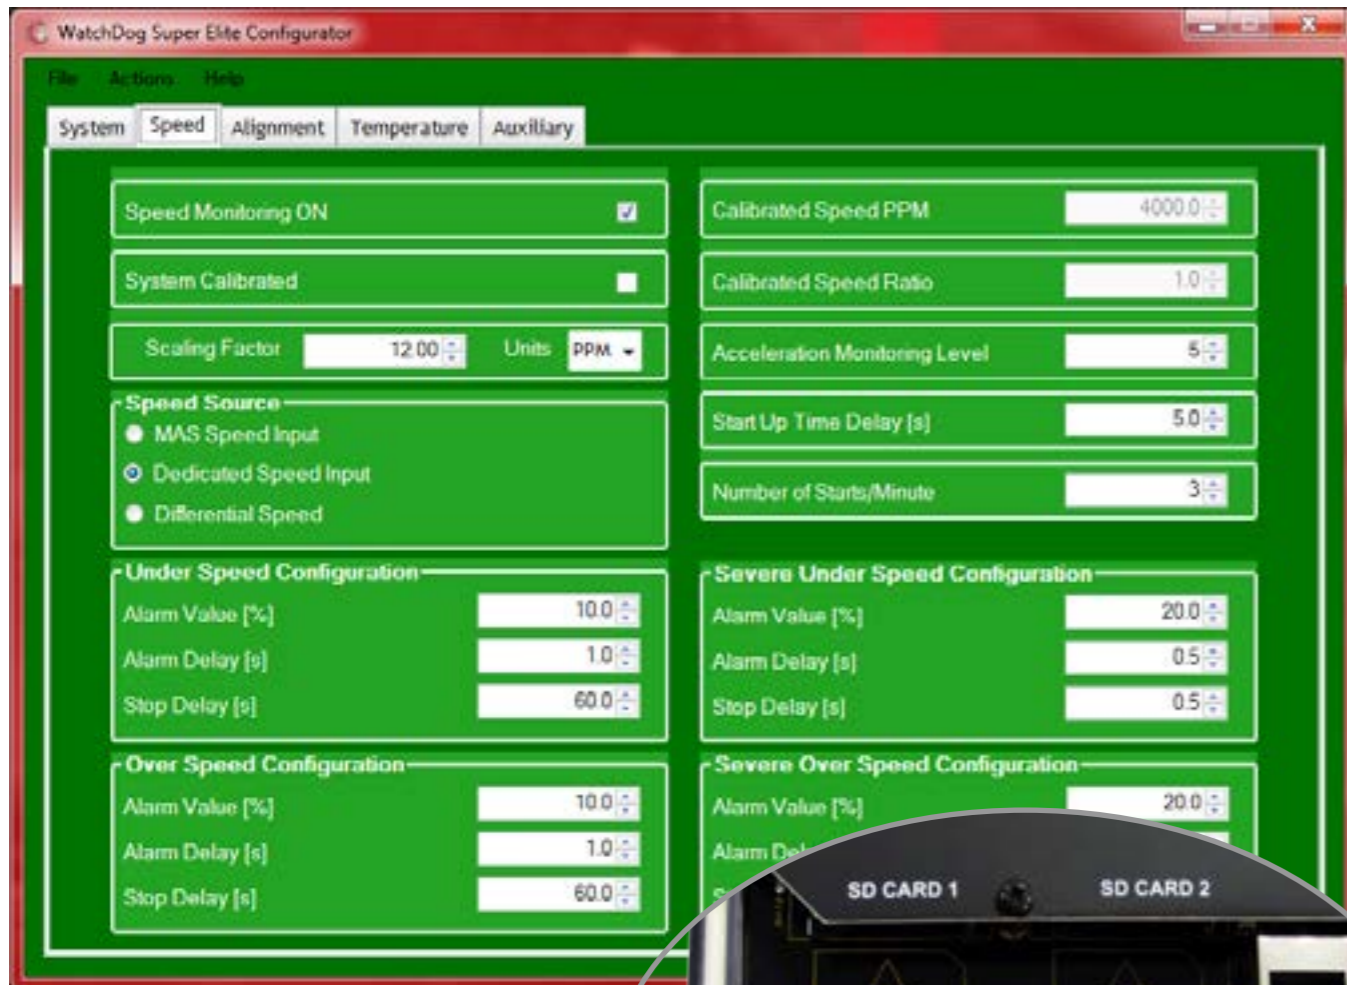 WatchDog Super Elite Configurator
File Actions Help
System Speed Alignment Temperature Auxiliary
Speed Monitoring ON
System Calibrated
Scaling Factor 12.00 Units PPM
Speed Source
MAS Speed Input
Dedicated Speed Input
Differential Speed
Calibrated Speed PPM 4000.0
Calibrated Speed Ratio 1.0
Acceleration Monitoring Level 5
Start Up Time Delay [s] 5.0
Number of Starts/Minute 3
Under Speed Configuration
Alarm Value [%] 10.0
Alarm Delay [s] 1.0
Stop Delay [s] 60.0
Severe Under Speed Configuration
Alarm Value [%] 20.0
Alarm Delay [s] 0.5
Stop Delay [s] 0.5
Over Speed Configuration
Alarm Value [%] 10.0
Alarm Delay [s] 1.0
Stop Delay [s] 60.0
Severe Over Speed Configuration
Alarm Value [%] 20.0
Alarm
SD CARD 1 SD CARD 2